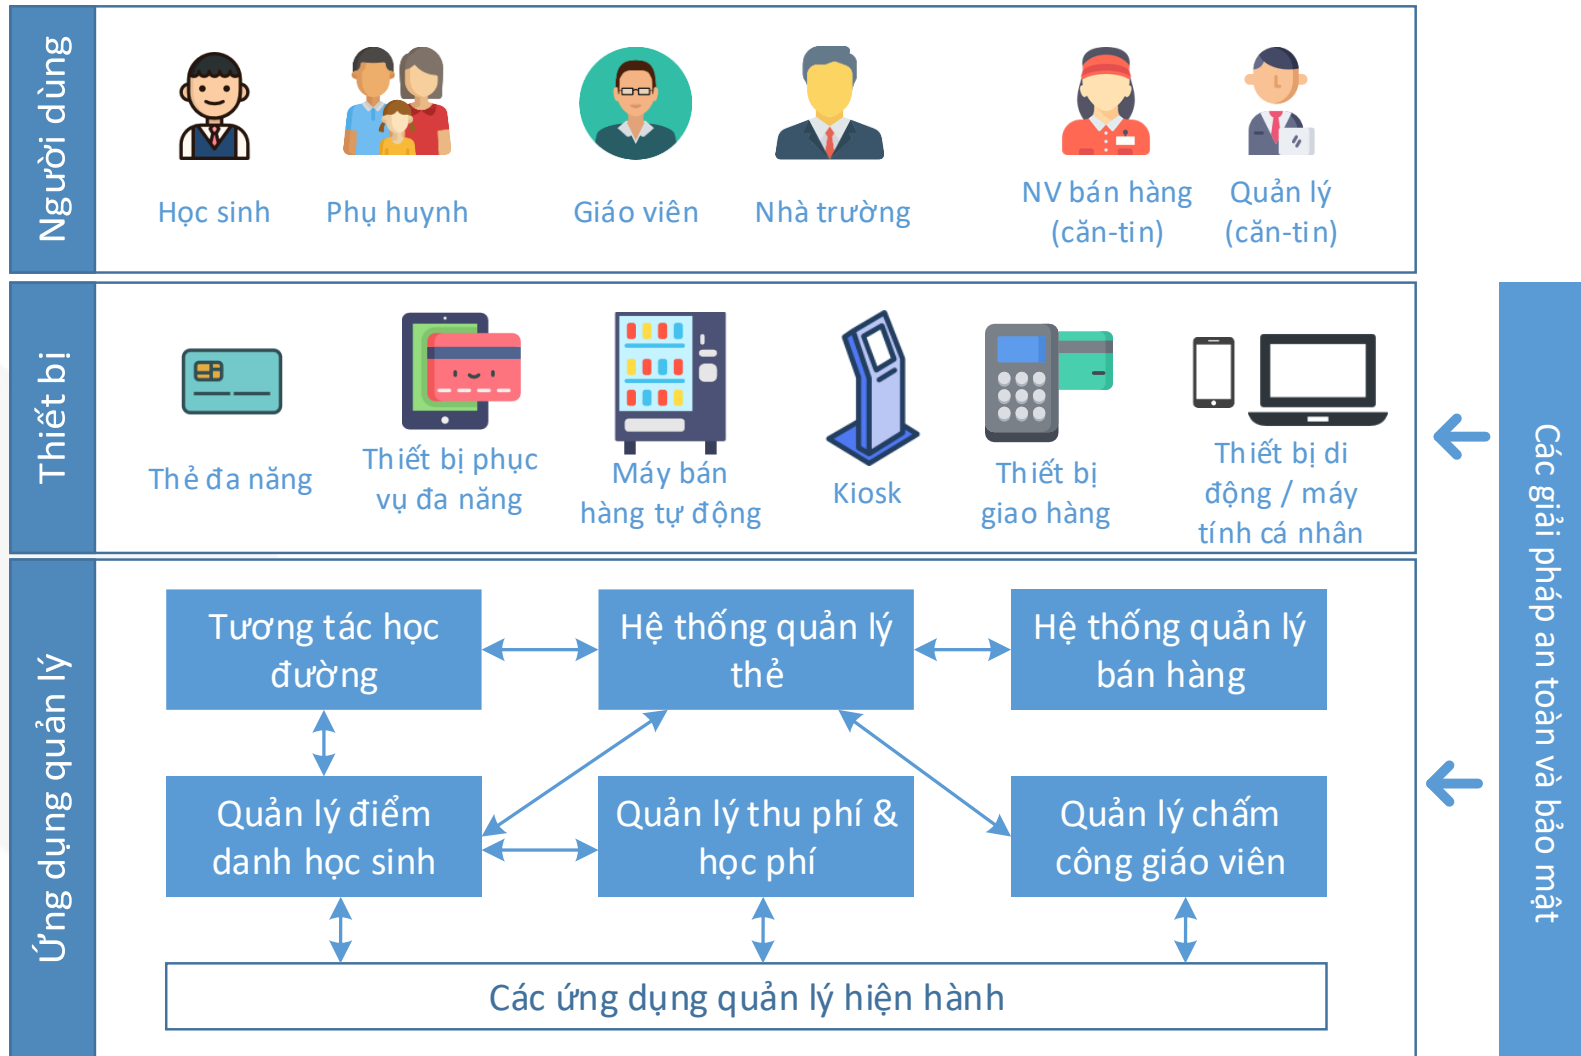 Người dùng
Học sinh
Phụ huynh
Giáo viên
Nhà trường
NV bán hàng
(căn-tin)
Quản lý
(căn-tin)
Thiết bị
Thẻ đa năng
Thiết bị phục
vụ đa năng
Máy bán
hàng tự động
Kiosk
Thiết bị
giao hàng
Thiết bị di
động / máy
tính cá nhân
Ứng dụng quản lý
Tương tác học
đường
Hệ thống quản lý
thẻ
Hệ thống quản lý
bán hàng
Quản lý điểm
danh học sinh
Quản lý thu phí &
học phí
Quản lý chấm
công giáo viên
Các ứng dụng quản lý hiện hành
Các giải pháp an toàn và bảo mật